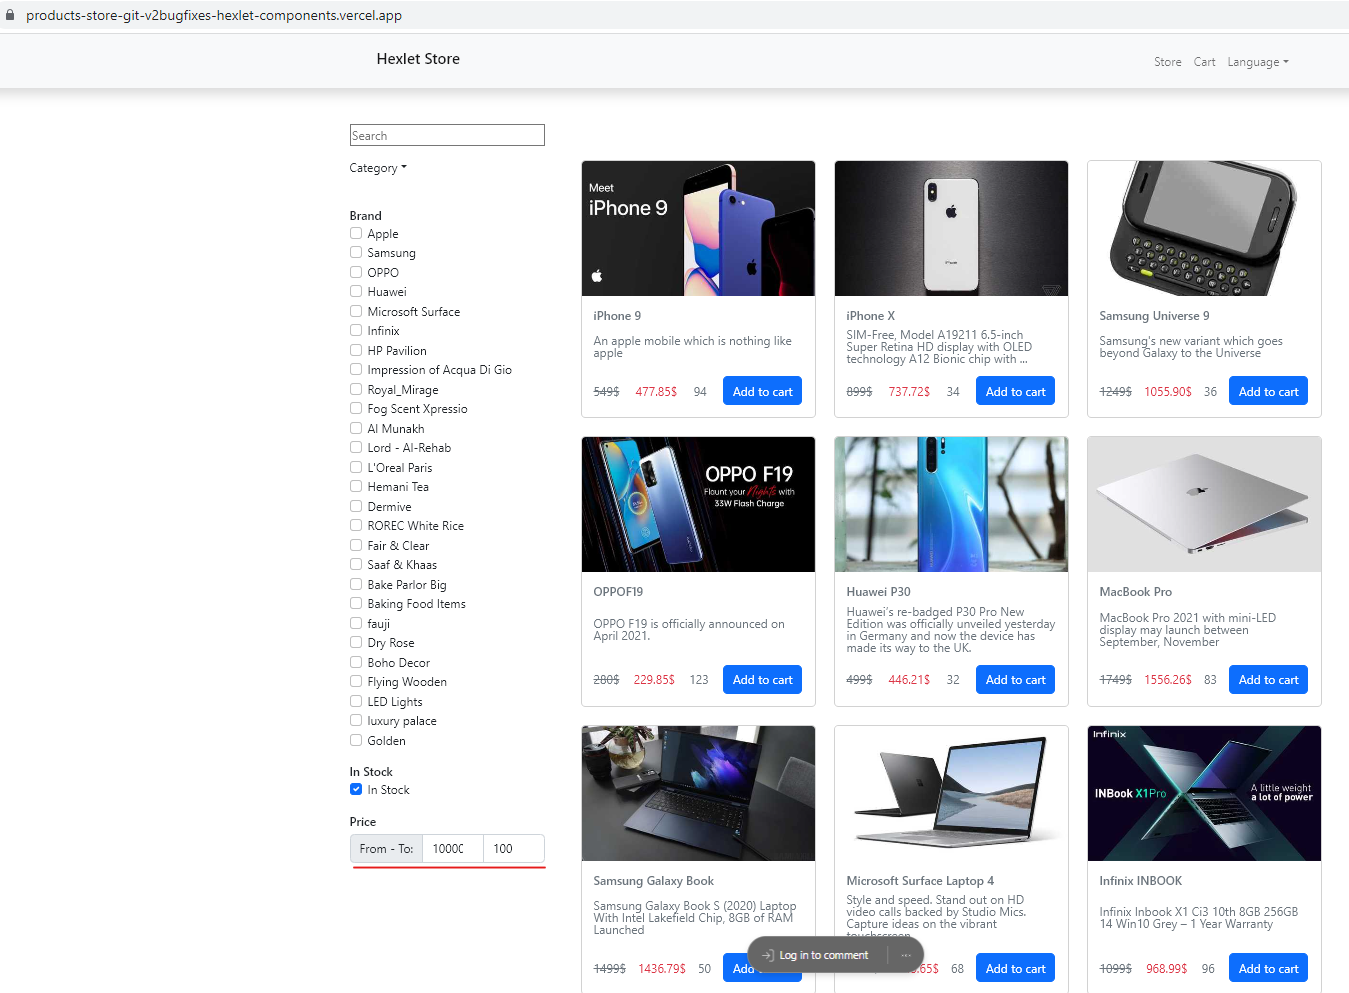 products-store-git-v2bugfixes-hexlet-components.vercel.app
Hexlet Store
Store Cart Language
Search
Category
Brand
Apple
Samsung
OPPO
Huawei
Microsoft Surface
Infinix
HP Pavilion
Impression of Acqua Di Gio
Royal_Mirage
Fog Scent Xpressio
Al Munakh
Lord - Al-Rehab
L'Oreal Paris
Hemani Tea
Dermive
ROREC White Rice
Fair & Clear
Saaf & Khaas
Bake Parlor Big
Baking Food Items
fauji
Dry Rose
Boho Decor
Flying Wooden
LED Lights
luxury palace
Golden
In Stock
In Stock
Price
From - To: 1000 100
Meet
iPhone 9
iPhone 9
An apple mobile which is nothing like
apple
549$ 477.85$ 94 Add to cart
iPhone
iPhone X
SIM-Free, Model A19211 6.5-inch
Super Retina HD display with OLED
technology A12 Bionic chip with ...
899$ 737.72$ 34 Add to cart
Samsung Universe 9
Samsung's new variant which goes
beyond Galaxy to the Universe
1249$ 1055.90$ 36 Add to cart
OPPO F19
Flaunt your Nights with
33W Flash Charge
OPPOF19
OPPO F19 is officially announced on
April 2021.
280$ 229.85$ 123 Add to cart
Huawei P30
Huawei’s re-badged P30 Pro New
Edition was officially unveiled yesterday
in Germany and now the device has
made its way to the UK.
499$ 446.21$ 32 Add to cart
MacBook Pro
MacBook Pro 2021 with mini-LED
display may launch between
September, November
1749$ 1556.26$ 83 Add to cart
Samsung Galaxy Book
Samsung Galaxy Book S (2020) Laptop
With Intel Lakefield Chip, 8GB of RAM
Launched
1499$ 1436.79$ 50 Add
Microsoft Surface Laptop 4
Style and speed. Stand out on HD
video calls backed by Studio Mics.
Capture ideas on the vibrant
touchscreen.
.65$ 68 Add to cart
Infinix
INBook X1Pro
A little weight
a lot of power
Infinix INBOOK
Infinix Inbook X1 Ci3 10th 8GB 256GB
14 Win10 Grey – 1 Year Warranty
1099$ 968.99$ 96 Add to cart
Log in to comment ...